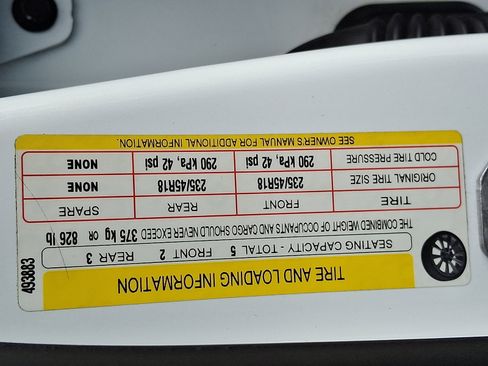 TIRE AND LOADING INFORMATION
SEATING CAPACITY - TOTAL 5 FRONT 2 REAR 3
THE COMBINED WEIGHT OF OCCUPANTS AND CARGO SHOULD NEVER EXCEED 375 kg OR 826 lb
TIRE FRONT REAR SPARE
ORIGINAL TIRE SIZE 235/45R18 235/45R18 NONE
COLD TIRE PRESSURE 290 kPa, 42 psi 290 kPa, 42 psi NONE
SEE OWNER'S MANUAL FOR ADDITIONAL INFORMATION.
493883